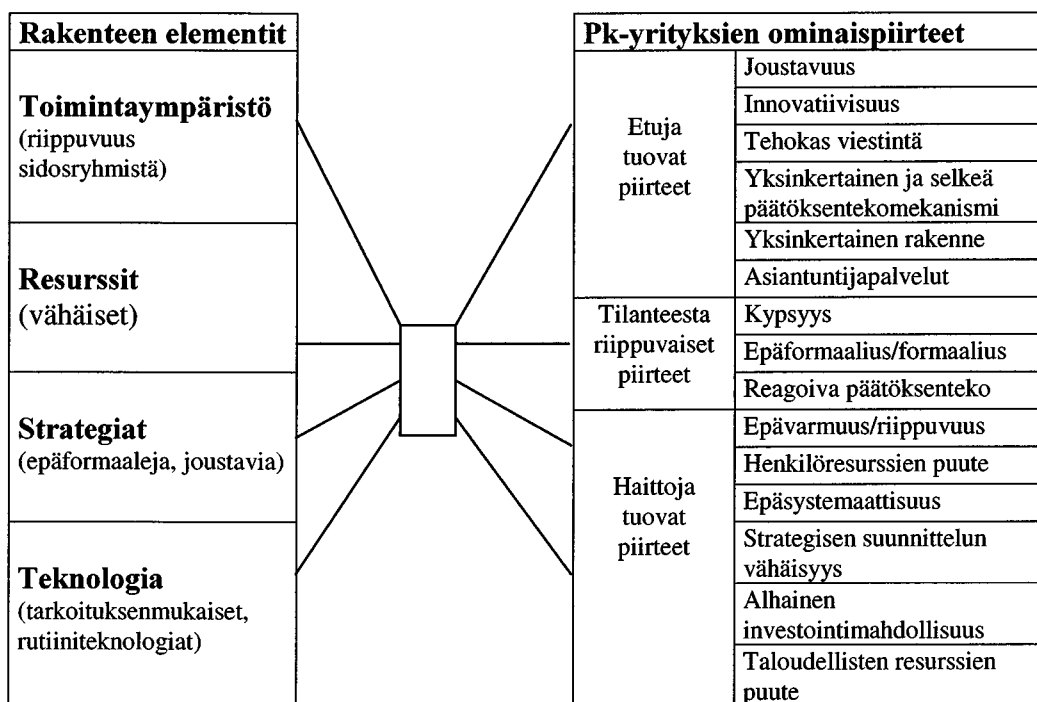 Rakenteen elementit
Toimintaympäristö
(riippuvuus
sidosryhmistä)
Resurssit
(vähäiset)
Strategiat
(epäformaaleja, joustavia)
Teknologia
(tarkoituksenmukaiset,
rutiiniteknologiat)
Pk-yrityksien ominaispiirteet
Etuja
tuovat
piirteet
Joustavuus
Innovatiivisuus
Tehokas viestintä
Yksinkertainen ja selkeä
päätöksentekomekanismi
Yksinkertainen rakenne
Asiantuntijapalvelut
Tilanteesta
riippuvaiset
piirteet
Kypsyys
Epäformaalius/formaalius
Reagoiva päätöksenteko
Haittoja
tuovat
piirteet
Epävarmuus/riippuvuus
Henkilöresurssien puute
Epäsystemaattisuus
Strategisen suunnittelun
vähäisyys
Alhainen
investointimahdollisuus
Taloudellisten resurssien
puute